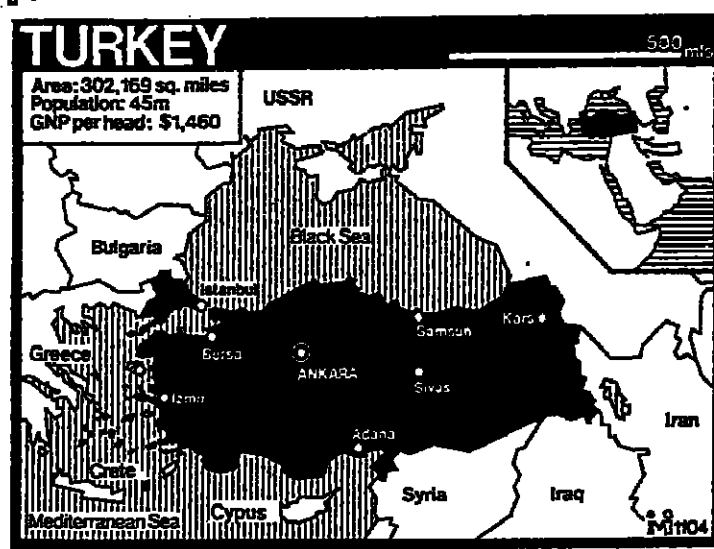 TURKEY
500 mls
Area: 302,169 sq. miles
Population: 45m
GNP per head: $1,460
USSR
Black Sea
Bulgaria
Istanbul
Samsun
Kars
Greece
Bursa
ANKARA
Sivas
Izmir
Iran
Adana
Crete
Syria
Iraq
Cypus
Mediterranean Sea